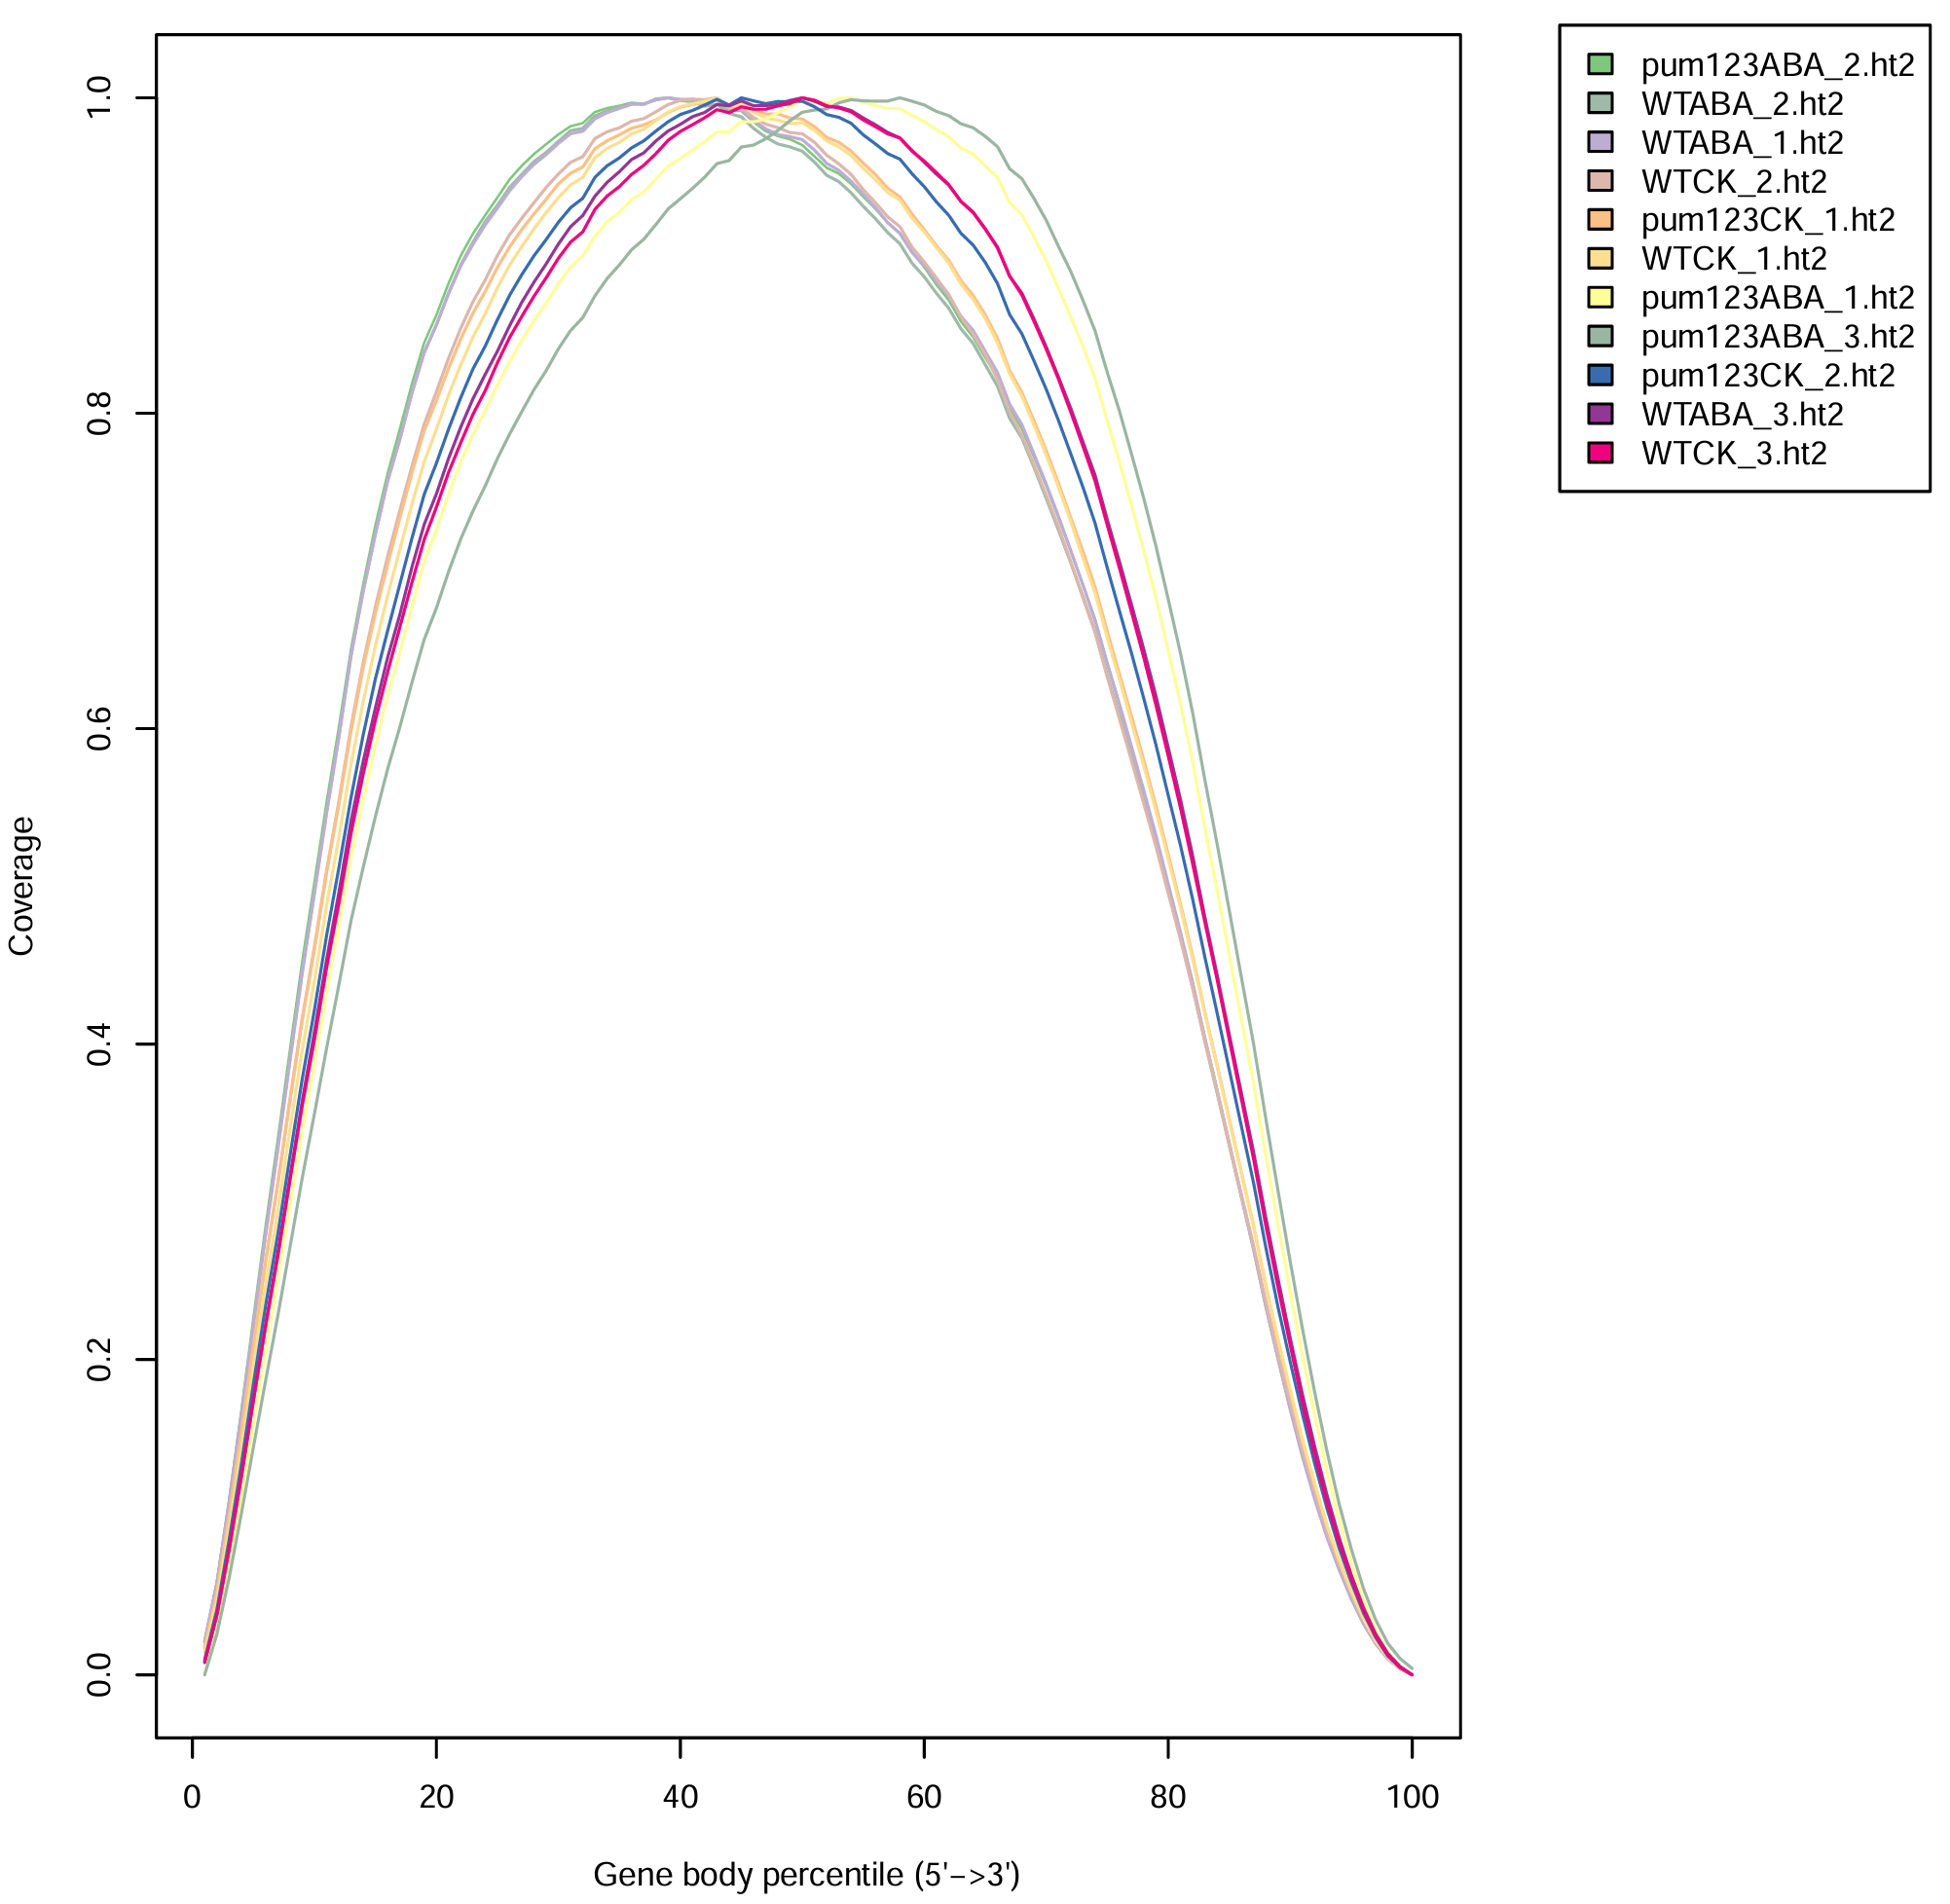 1.0
0.8
0.6
0.4
0.2
0.0
Coverage
0 20 40 60 80 100
Gene body percentile (5'->3')
pum123ABA_2.ht2
WTABA_2.ht2
WTABA_1.ht2
WTCK_2.ht2
pum123CK_1.ht2
WTCK_1.ht2
pum123ABA_1.ht2
pum123ABA_3.ht2
pum123CK_2.ht2
WTABA_3.ht2
WTCK_3.ht2